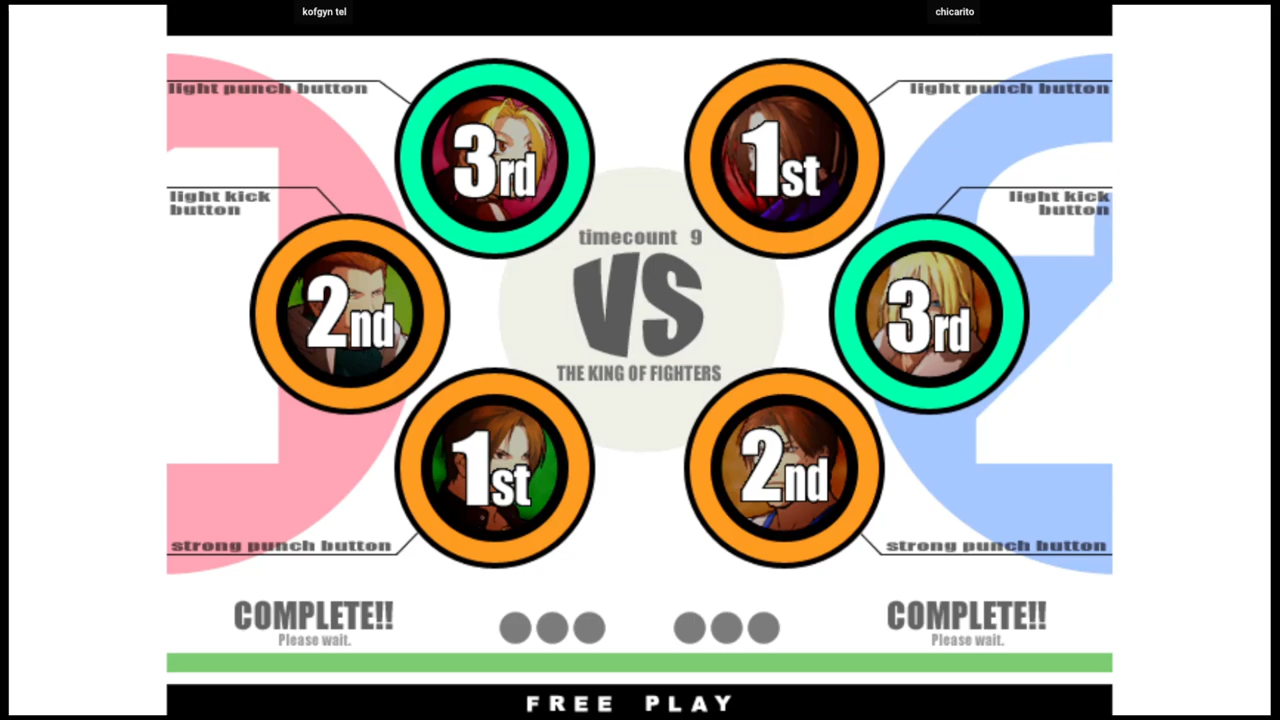 kofgyn tel
chicarito
light punch button
light punch button
3rd
1st
light kick
button
light kick
button
timecount 9
VS
2nd
3rd
THE KING OF FIGHTERS
1st
2nd
strong punch button
strong punch button
COMPLETE!!
Please wait.
COMPLETE!!
Please wait.
FREE PLAY